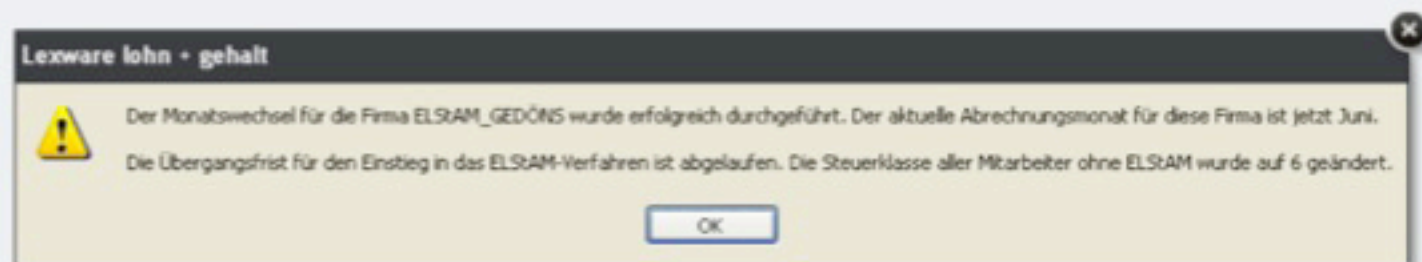 Lexware lohn + gehalt
Der Monatswechsel für die Firma ELStAM_GEDÖNS wurde erfolgreich durchgeführt. Der aktuelle Abrechnungsmonat für diese Firma ist jetzt Juni.
Die Übergangsfrist für den Einstieg in das ELStAM-Verfahren ist abgelaufen. Die Steuerklasse aller Mitarbeiter ohne ELStAM wurde auf 6 geändert.
OK